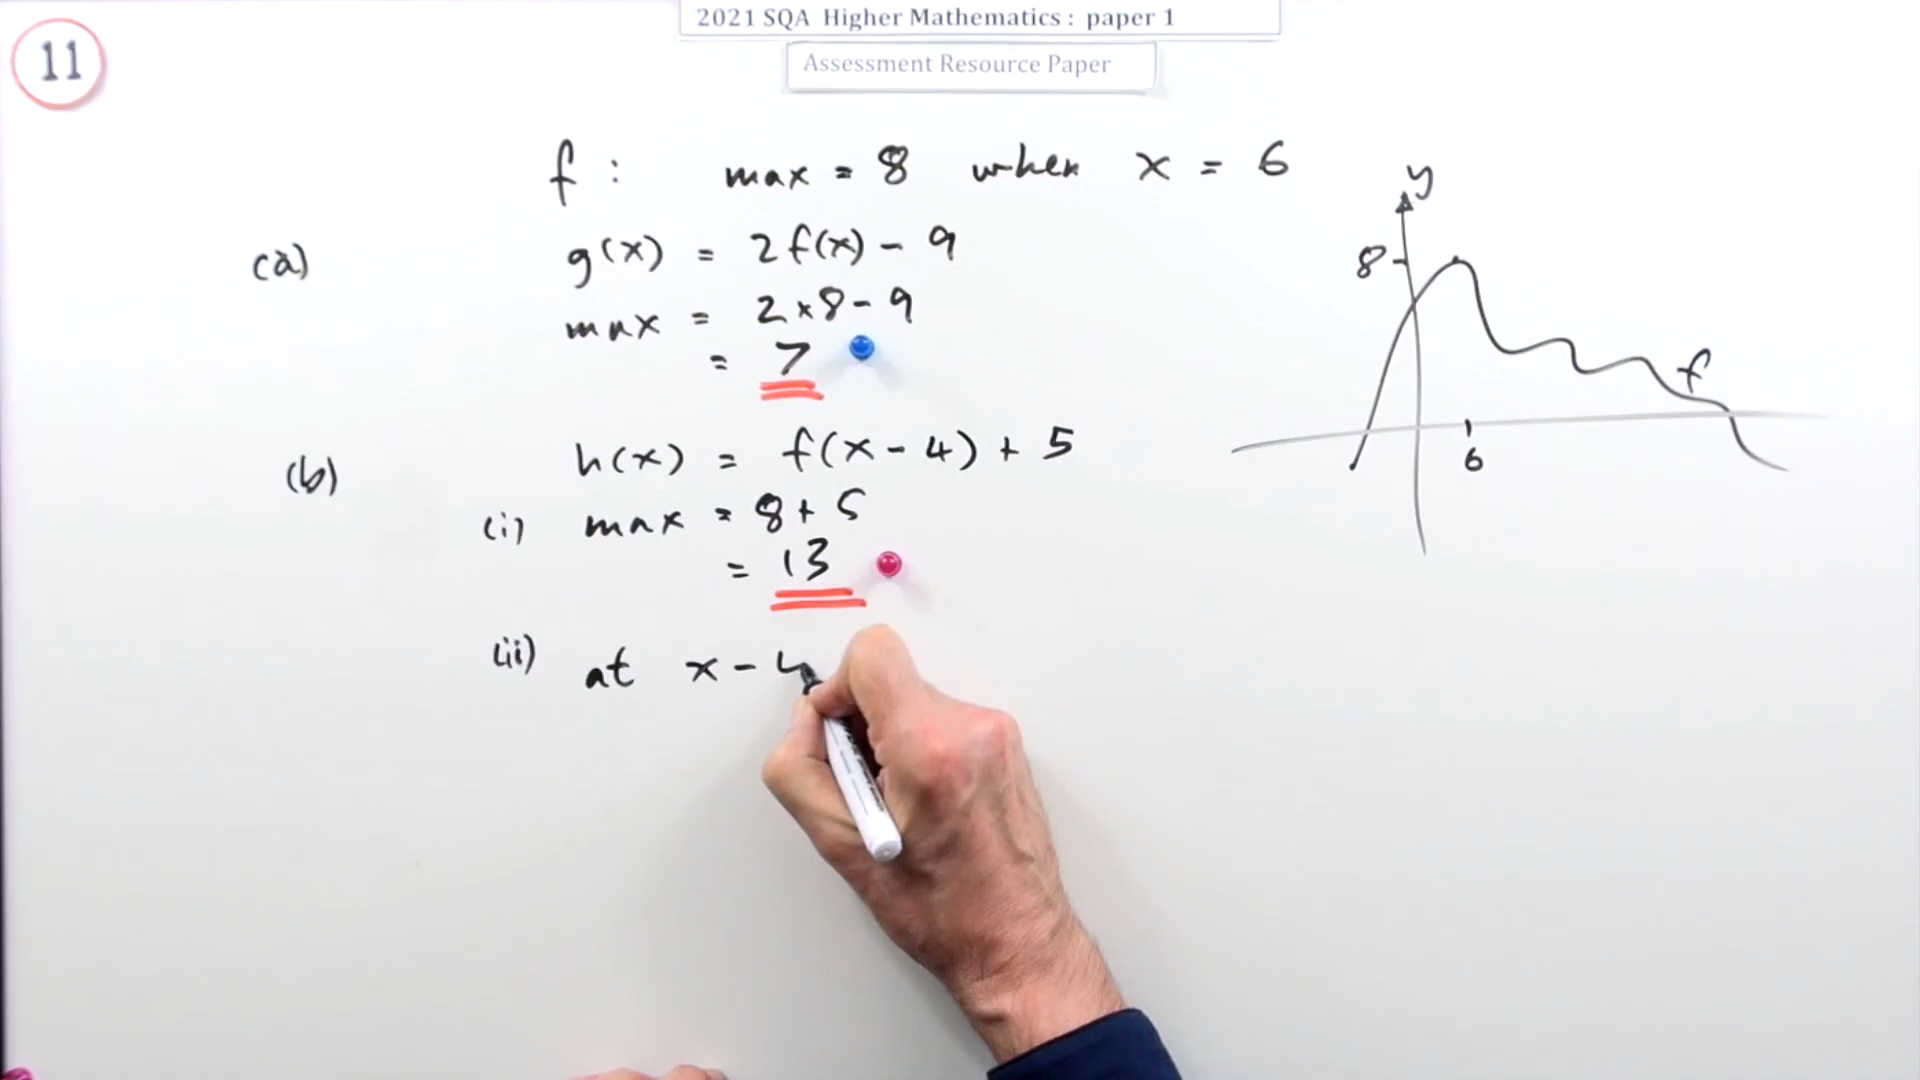 2021 SQA Higher Mathematics : paper 1
Assessment Resource Paper
11
f : max = 8 when x = 6
(a) g(x) = 2f(x) - 9
max = 2×8 - 9
= 7
(b) h(x) = f(x - 4) + 5
(i) max = 8 + 5
= 13
(ii) at x - 4
y
8
f
6